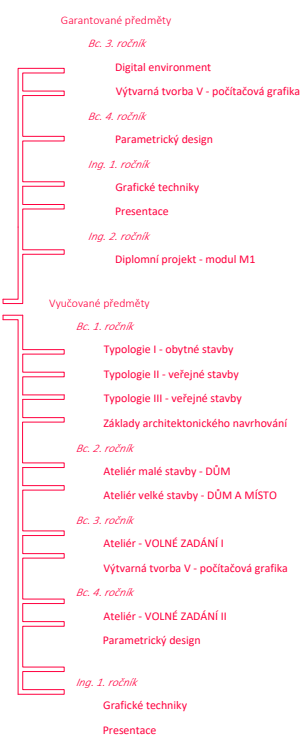 Garantované předměty
Bc. 3. ročník
Digital environment
Výtvarná tvorba V - počítačová grafika
Bc. 4. ročník
Parametrický design
Ing. 1. ročník
Grafické techniky
Presentace
Ing. 2. ročník
Diplomní projekt - modul M1
Vyučované předměty
Bc. 1. ročník
Typologie I - obytné stavby
Typologie II - veřejné stavby
Typologie III - veřejné stavby
Základy architektonického navrhování
Bc. 2. ročník
Ateliér malé stavby - DŮM
Ateliér velké stavby - DŮM A MÍSTO
Bc. 3. ročník
Ateliér - VOLNÉ ZADÁNÍ I
Výtvarná tvorba V - počítačová grafika
Bc. 4. ročník
Ateliér - VOLNÉ ZADÁNÍ II
Parametrický design
Ing. 1. ročník
Grafické techniky
Presentace